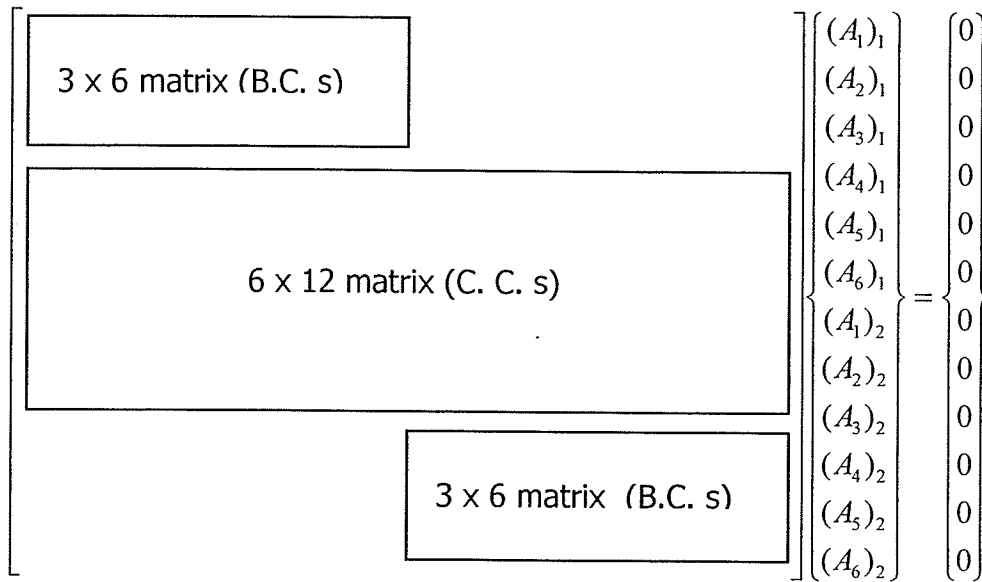 3 x 6 matrix (B.C. s)
6 x 12 matrix (C. C. s)
3 x 6 matrix (B.C. s)
(A₁)₁
(A₂)₁
(A₃)₁
(A₄)₁
(A₅)₁
(A₆)₁
(A₁)₂
(A₂)₂
(A₃)₂
(A₄)₂
(A₅)₂
(A₆)₂
=
0
0
0
0
0
0
0
0
0
0
0
0